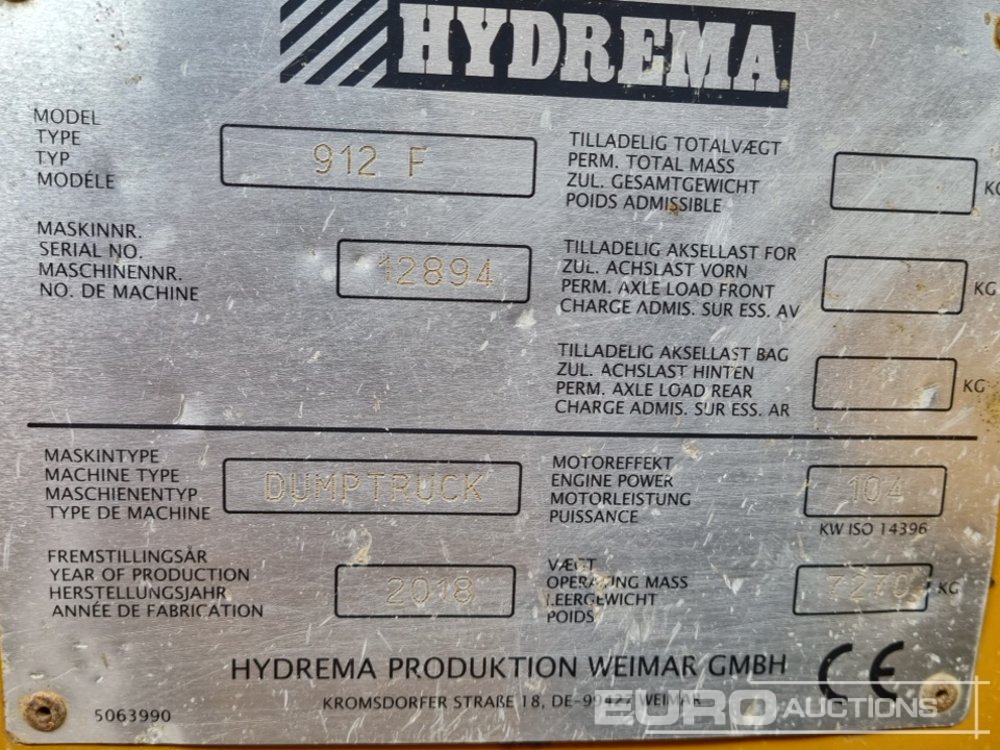 HYDREMA
MODEL
TYPE
TYP
MODÉLE
912 F
TILLADELIG TOTALVÆGT
PERM. TOTAL MASS
ZUL. GESAMTGEWICHT
POIDS ADMISSIBLE
KG
MASKINNR.
SERIAL NO.
MASCHINENNR.
NO. DE MACHINE
12894
TILLADELIG AKSELLAST FOR
ZUL. ACHSLAST VORN
PERM. AXLE LOAD FRONT
CHARGE ADMIS. SUR ESS. AV
KG
TILLADELIG AKSELLAST BAG
ZUL. ACHSLAST HINTEN
PERM. AXLE LOAD REAR
CHARGE ADMIS. SUR ESS. AR
KG
MASKINTYPE
MACHINE TYPE
MASCHIENENTYP
TYPE DE MACHINE
DUMPTRUCK
MOTOREFFEKT
ENGINE POWER
MOTORLEISTUNG
PUISSANCE
104
KW ISO 14396
FREMSTILLINGSÅR
YEAR OF PRODUCTION
HERSTELLUNGSJAHR
ANNÉE DE FABRICATION
2018
VÆGT
OPERATING MASS
LEERGEWICHT
POIDS
7270
KG
HYDREMA PRODUKTION WEIMAR GMBH
KROMSDORFER STRAßE 18, DE-99427 WEIMAR
CE
5063990
EURO AUCTIONS